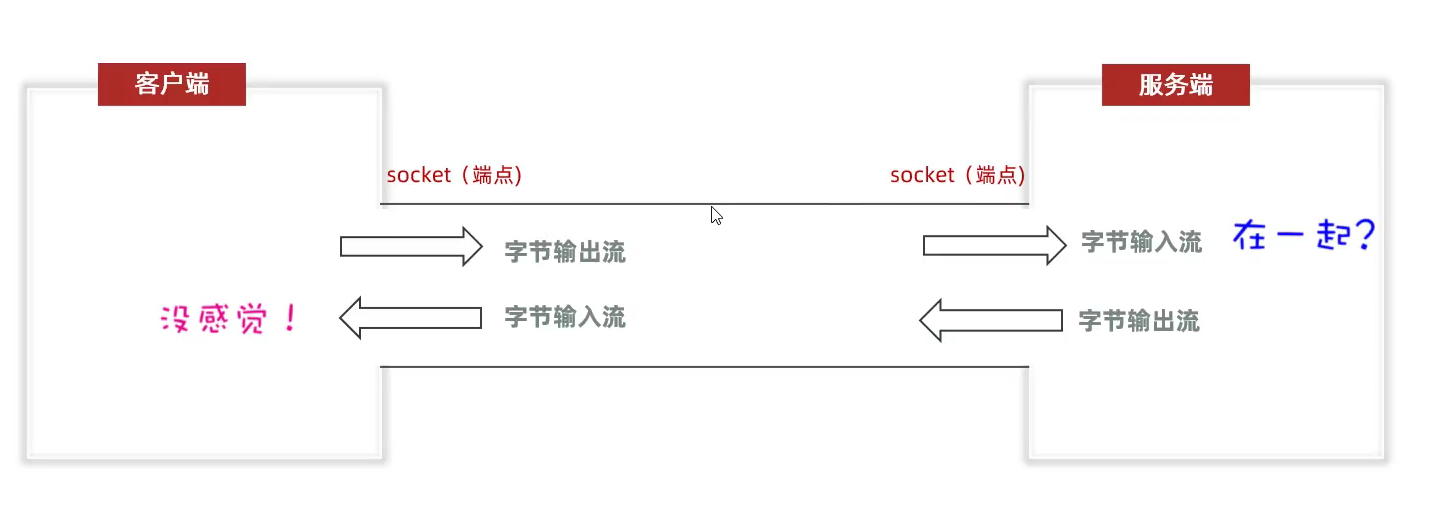 客户端
服务端
socket（端点)
socket（端点)
字节输出流
字节输入流
在一起?
没感觉！
字节输入流
字节输出流